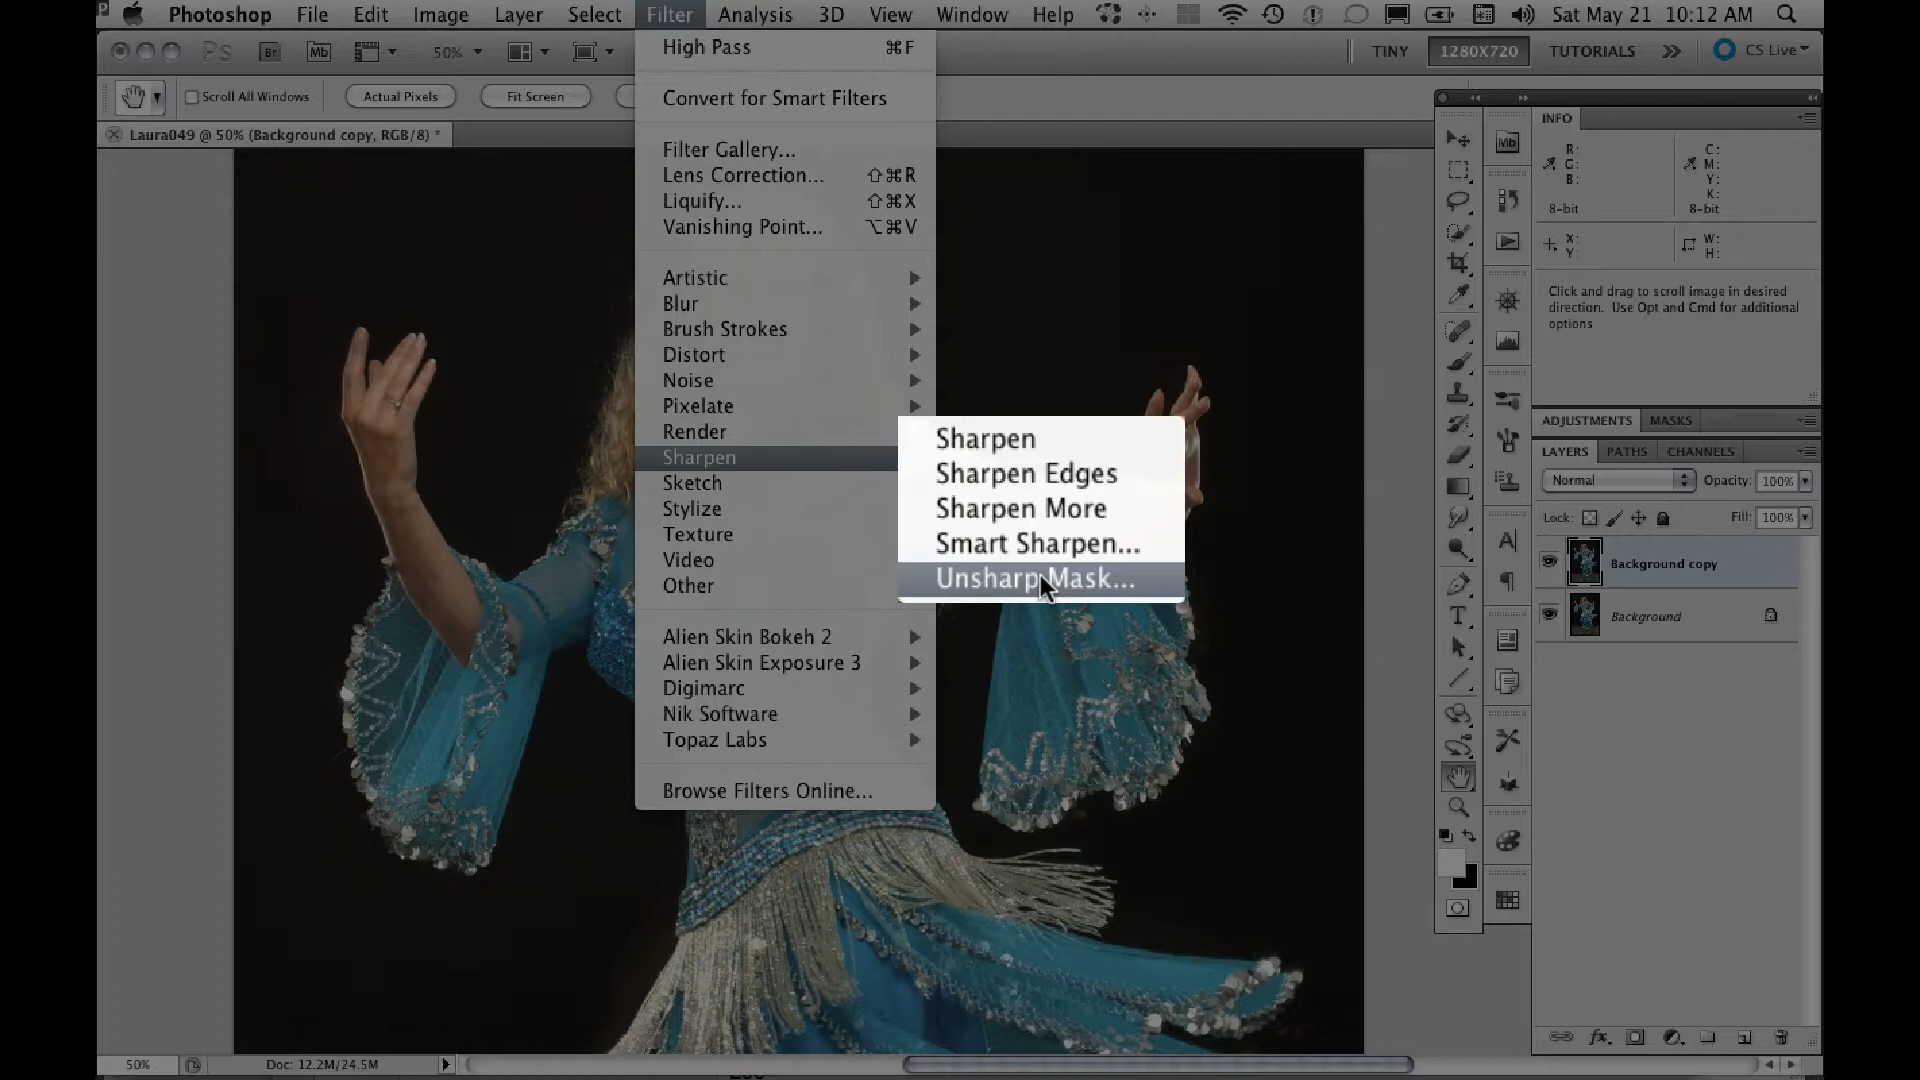 Photoshop File Edit Image Layer Select Filter Analysis 3D View Window Help Sat May 21 10:12 AM
Ps Br Mb 50% TINY 1280X720 TUTORIALS CS Live
Scroll All Windows Actual Pixels Fit Screen
Laura049 @ 50% (Background copy, RGB/8) *
High Pass ⌘F
Convert for Smart Filters
Filter Gallery...
Lens Correction... ⇧⌘R
Liquify... ⇧⌘X
Vanishing Point... ⌥⌘V
Artistic
Blur
Brush Strokes
Distort
Noise
Pixelate
Render
Sharpen
Sketch
Stylize
Texture
Video
Other
Alien Skin Bokeh 2
Alien Skin Exposure 3
Digimarc
Nik Software
Topaz Labs
Browse Filters Online...
Sharpen
Sharpen Edges
Sharpen More
Smart Sharpen...
Unsharp Mask...
Mb
INFO
R: C:
G: M:
B: Y:
K:
8-bit 8-bit
X: W:
Y: H:
Click and drag to scroll image in desired
direction. Use Opt and Cmd for additional
options
ADJUSTMENTS MASKS
LAYERS PATHS CHANNELS
Normal Opacity: 100%
Lock: Fill: 100%
Background copy
Background
50% Doc: 12.2M/24.5M